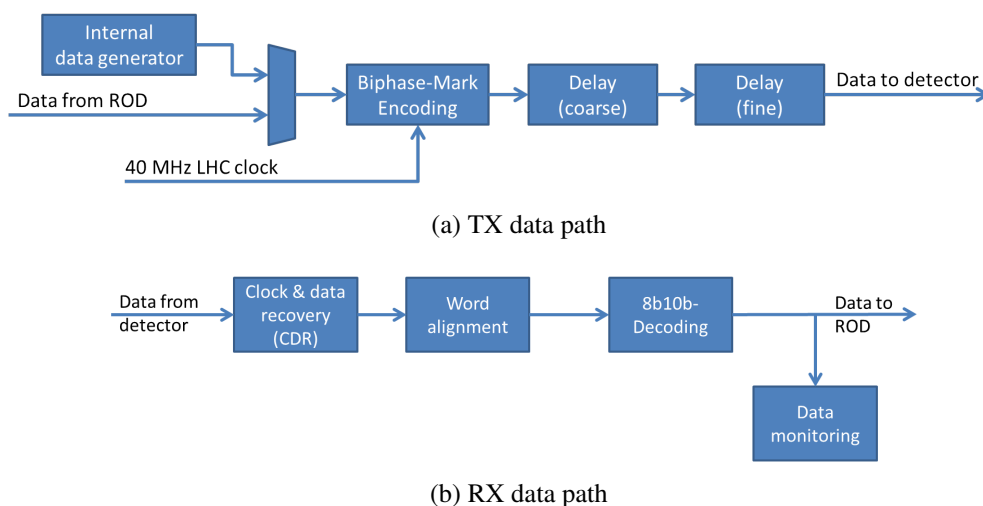 Internal
data generator
Data from ROD
Biphase-Mark
Encoding
Delay
(coarse)
Delay
(fine)
Data to detector
40 MHz LHC clock
(a) TX data path
Data from
detector
Clock & data
recovery
(CDR)
Word
alignment
8b10b-
Decoding
Data to
ROD
Data
monitoring
(b) RX data path